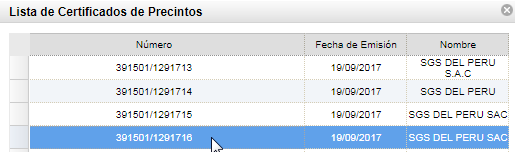 Lista de Certificados de Precintos
Número Fecha de Emisión Nombre
391501/1291713 19/09/2017 SGS DEL PERU
S.A.C
391501/1291714 19/09/2017 SGS DEL PERU
391501/1291715 19/09/2017 SGS DEL PERU SAC
391501/1291716 19/09/2017 SGS DEL PERU SAC